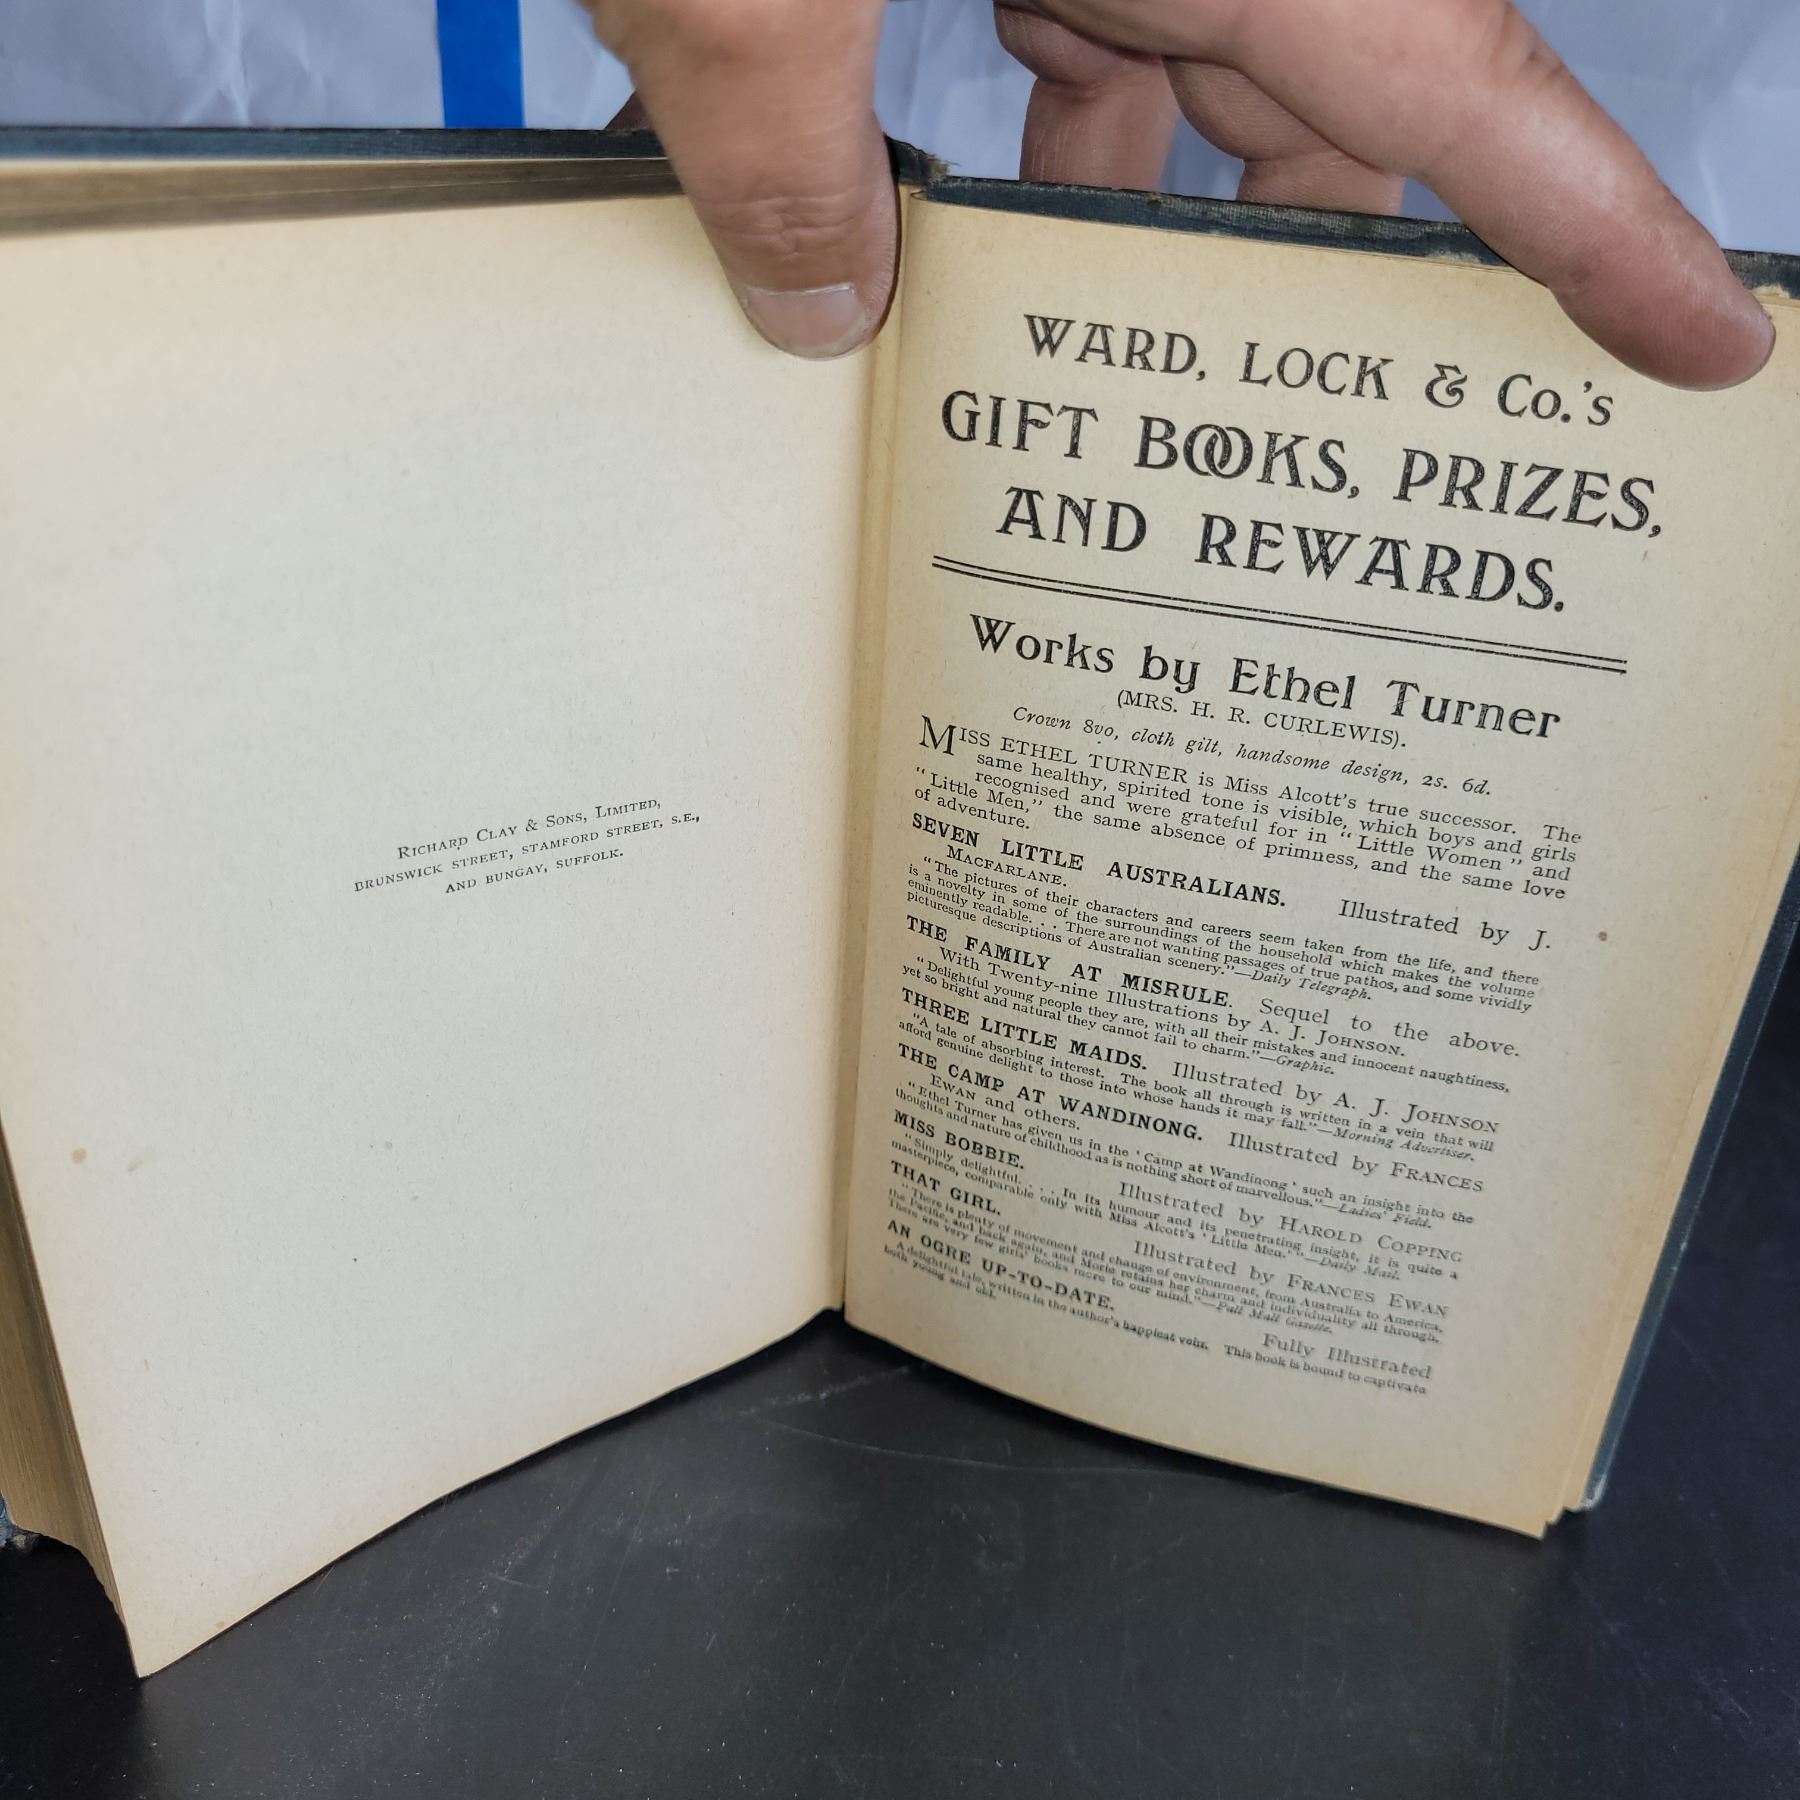 RICHARD CLAY & SONS, LIMITED,
BRUNSWICK STREET, STAMFORD STREET, S.E.,
AND BUNGAY, SUFFOLK.
WARD, LOCK & Co.'s
GIFT BOOKS, PRIZES,
AND REWARDS.
Works by Ethel Turner
(MRS. H. R. CURLEWIS).
Crown 8vo, cloth gilt, handsome design, 2s. 6d.
MISS ETHEL TURNER is Miss Alcott's true successor. The
same healthy, spirited tone is visible, which boys and girls
recognised and were grateful for in "Little Women" and
"Little Men," the same absence of primness, and the same love
of adventure.
SEVEN LITTLE AUSTRALIANS. Illustrated by J.
MACFARLANE.
"The pictures of their characters and careers seem taken from the life, and there
is a novelty in some of the surroundings of the household which makes the volume
eminently readable. . . There are not wanting passages of true pathos, and some vividly
picturesque descriptions of Australian scenery."—Daily Telegraph.
THE FAMILY AT MISRULE. Sequel to the above.
With Twenty-nine Illustrations by A. J. JOHNSON.
"Delightful young people they are, with all their mistakes and innocent naughtiness,
yet so bright and natural they cannot fail to charm."—Graphic.
THREE LITTLE MAIDS. Illustrated by A. J. JOHNSON
"A tale of absorbing interest. The book all through is written in a vein that will
afford genuine delight to those into whose hands it may fall."—Morning Advertiser.
THE CAMP AT WANDINONG. Illustrated by FRANCES
EWAN and others.
"Ethel Turner has given us in the 'Camp at Wandinong' such an insight into the
thoughts and nature of childhood as is nothing short of marvellous."—Ladies' Field.
MISS BOBBIE. Illustrated by HAROLD COPPING
"Simply delightful. . . . In its humour and its penetrating insight, it is quite a
masterpiece, comparable only with Miss Alcott's 'Little Men.'"—Daily Mail.
THAT GIRL. Illustrated by FRANCES EWAN
"There is plenty of movement and change of environment, from Australia to America,
the Pacific, and back again, and Morie retains her charm and individuality all through.
There are very few girls' books more to our mind."—Pall Mall Gazette.
AN OGRE UP-TO-DATE. Fully Illustrated
A delightful tale, written in the author's happiest vein. This book is bound to captivate
both young and old.